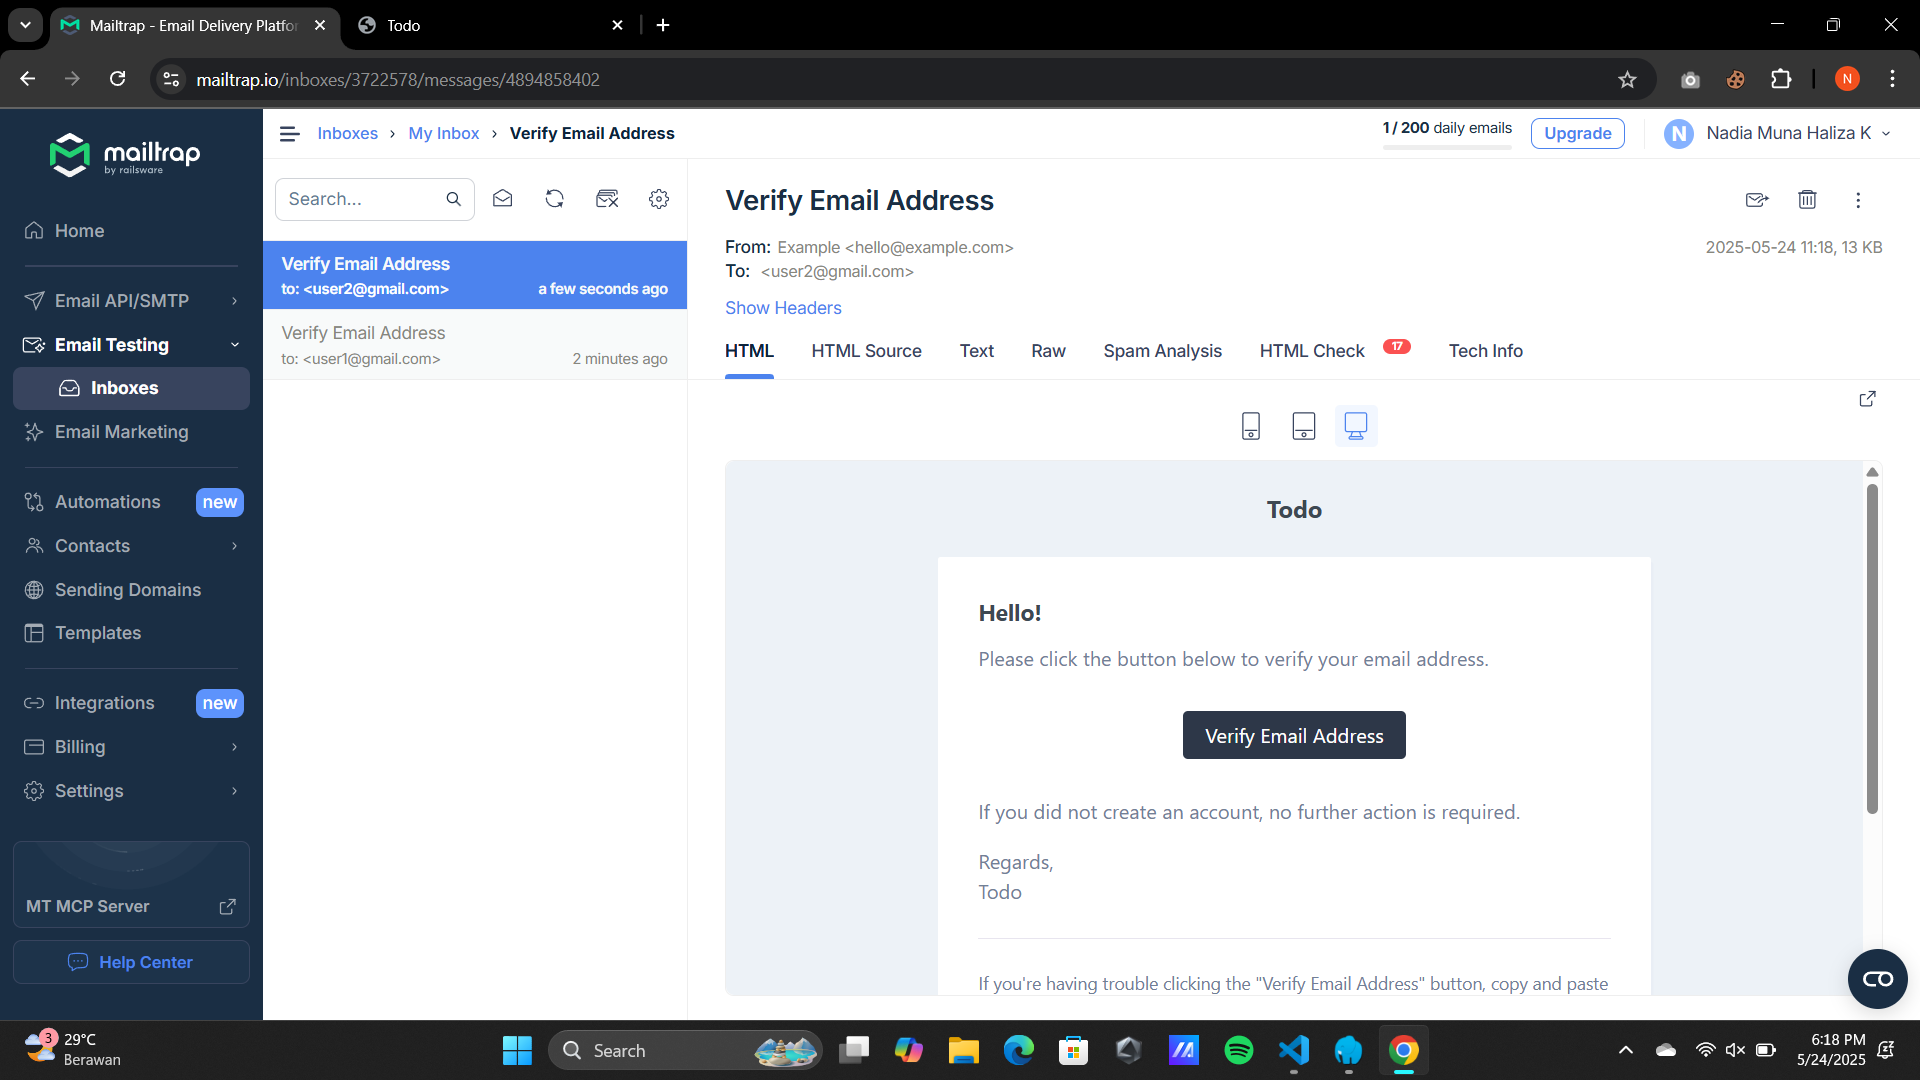 Mailtrap - Email Delivery Platfor
Todo
mailtrap.io/inboxes/3722578/messages/4894858402
N
mailtrap
by railsware
Home
Email API/SMTP
Email Testing
Inboxes
Email Marketing
Automations new
Contacts
Sending Domains
Templates
Integrations new
Billing
Settings
MT MCP Server
Help Center
Inboxes › My Inbox › Verify Email Address
1 / 200 daily emails
Upgrade
N Nadia Muna Haliza K
Search...
Verify Email Address
to: <user2@gmail.com> a few seconds ago
Verify Email Address
to: <user1@gmail.com> 2 minutes ago
Verify Email Address
From: Example <hello@example.com>
2025-05-24 11:18, 13 KB
To: <user2@gmail.com>
Show Headers
HTML HTML Source Text Raw Spam Analysis HTML Check 17 Tech Info
Todo
Hello!
Please click the button below to verify your email address.
Verify Email Address
If you did not create an account, no further action is required.
Regards,
Todo
If you're having trouble clicking the "Verify Email Address" button, copy and paste
3
29°C
Berawan
Search
6:18 PM
5/24/2025